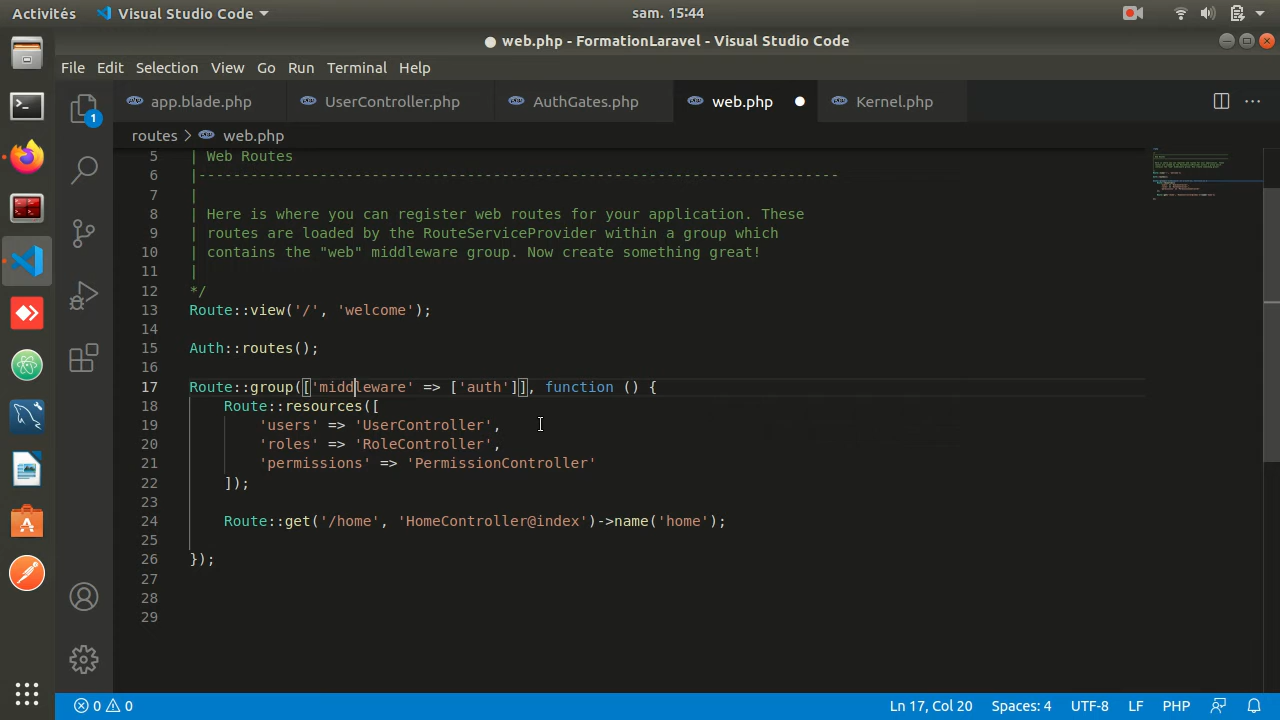 Activités Visual Studio Code sam. 15:44
web.php - FormationLaravel - Visual Studio Code
File Edit Selection View Go Run Terminal Help
1 app.blade.php UserController.php AuthGates.php web.php Kernel.php
routes > web.php
5 | Web Routes
6 |--------------------------------------------------------------------------
7 |
8 | Here is where you can register web routes for your application. These
9 | routes are loaded by the RouteServiceProvider within a group which
10 | contains the "web" middleware group. Now create something great!
11 |
12 */
13 Route::view('/', 'welcome');
14
15 Auth::routes();
16
17 Route::group(['middleware' => ['auth']], function () {
18 Route::resources([
19 'users' => 'UserController',
20 'roles' => 'RoleController',
21 'permissions' => 'PermissionController'
22 ]);
23
24 Route::get('/home', 'HomeController@index')->name('home');
25
26 });
27
28
29
0 0 Ln 17, Col 20 Spaces: 4 UTF-8 LF PHP